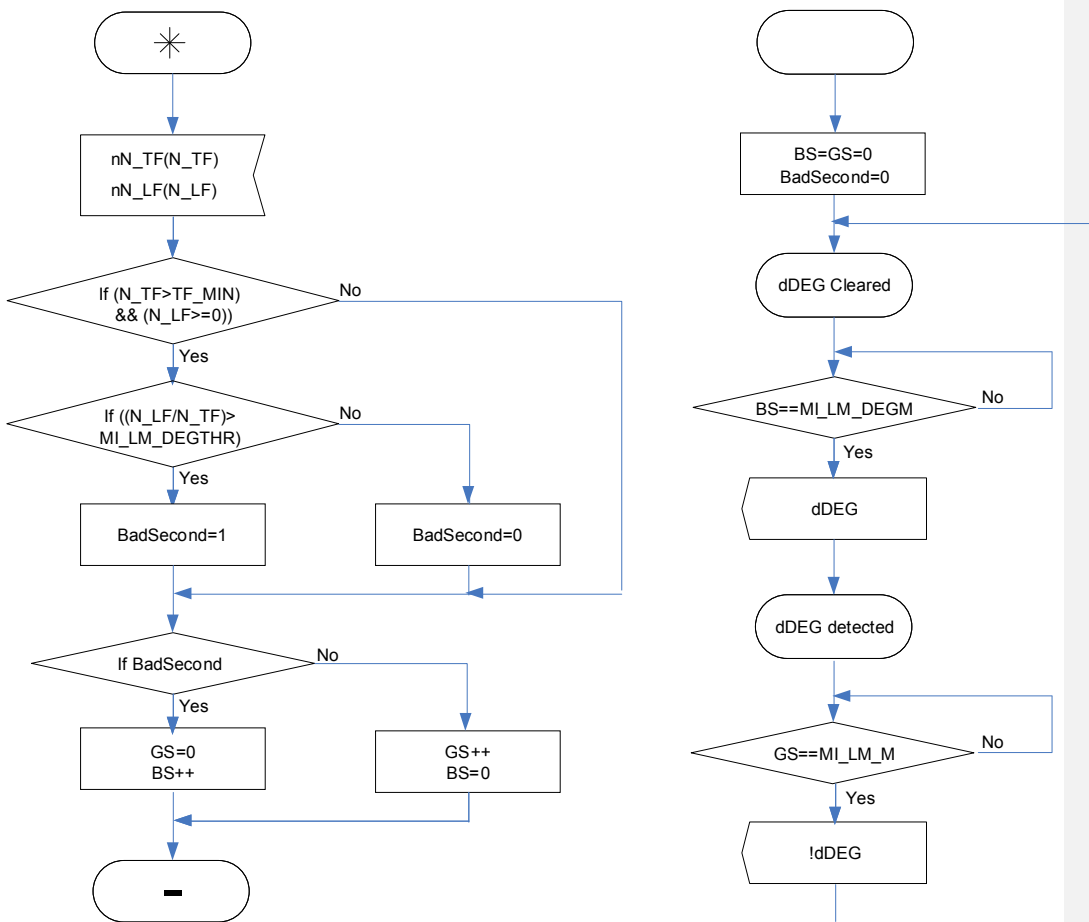 nN_TF(N_TF)
nN_LF(N_LF)
If (N_TF>TF_MIN)
&& (N_LF>=0))
No
Yes
If ((N_LF/N_TF)>
MI_LM_DEGTHR)
No
Yes
BadSecond=1
BadSecond=0
If BadSecond
No
Yes
GS=0
BS++
GS++
BS=0
BS=GS=0
BadSecond=0
dDEG Cleared
BS==MI_LM_DEGM
No
Yes
dDEG
dDEG detected
GS==MI_LM_M
No
Yes
!dDEG